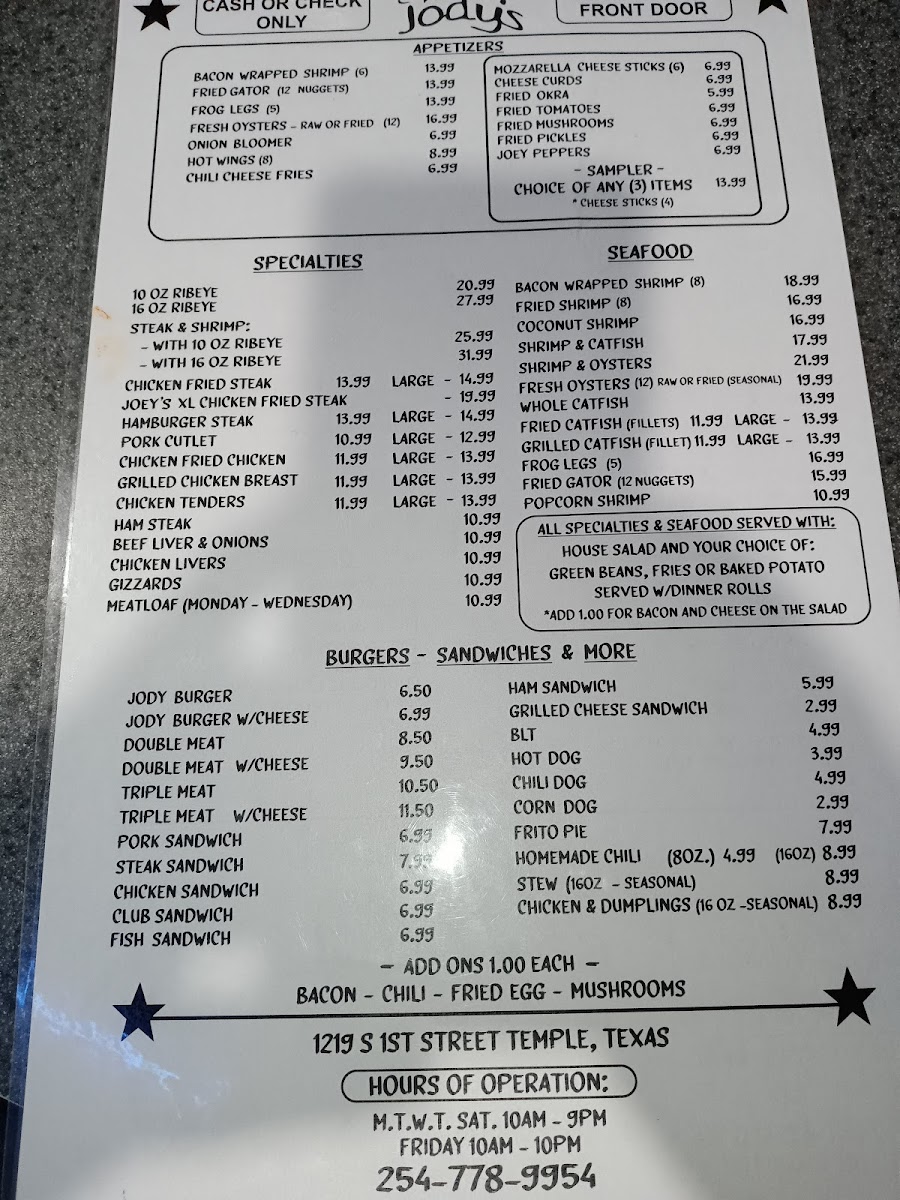 CASH OR CHECK
ONLY
Jody's
FRONT DOOR
APPETIZERS
BACON WRAPPED SHRIMP (6) 13.99
FRIED GATOR (12 NUGGETS) 13.99
FROG LEGS (5) 13.99
FRESH OYSTERS - RAW OR FRIED (12) 16.99
ONION BLOOMER 6.99
HOT WINGS (8) 8.99
CHILI CHEESE FRIES 6.99
MOZZARELLA CHEESE STICKS (6) 6.99
CHEESE CURDS 6.99
FRIED OKRA 5.99
FRIED TOMATOES 6.99
FRIED MUSHROOMS 6.99
FRIED PICKLES 6.99
JOEY PEPPERS 6.99
- SAMPLER -
CHOICE OF ANY (3) ITEMS 13.99
* CHEESE STICKS (4)
SPECIALTIES
10 OZ RIBEYE 20.99
16 OZ RIBEYE 27.99
STEAK & SHRIMP:
- WITH 10 OZ RIBEYE 25.99
- WITH 16 OZ RIBEYE 31.99
CHICKEN FRIED STEAK 13.99 LARGE - 14.99
JOEY'S XL CHICKEN FRIED STEAK - 19.99
HAMBURGER STEAK 13.99 LARGE - 14.99
PORK CUTLET 10.99 LARGE - 12.99
CHICKEN FRIED CHICKEN 11.99 LARGE - 13.99
GRILLED CHICKEN BREAST 11.99 LARGE - 13.99
CHICKEN TENDERS 11.99 LARGE - 13.99
HAM STEAK 10.99
BEEF LIVER & ONIONS 10.99
CHICKEN LIVERS 10.99
GIZZARDS 10.99
MEATLOAF (MONDAY - WEDNESDAY) 10.99
SEAFOOD
BACON WRAPPED SHRIMP (8) 18.99
FRIED SHRIMP (8) 16.99
COCONUT SHRIMP 16.99
SHRIMP & CATFISH 17.99
SHRIMP & OYSTERS 21.99
FRESH OYSTERS (12) RAW OR FRIED (SEASONAL) 19.99
WHOLE CATFISH 13.99
FRIED CATFISH (FILLETS) 11.99 LARGE - 13.99
GRILLED CATFISH (FILLET) 11.99 LARGE - 13.99
FROG LEGS (5) 16.99
FRIED GATOR (12 NUGGETS) 15.99
POPCORN SHRIMP 10.99
ALL SPECIALTIES & SEAFOOD SERVED WITH:
HOUSE SALAD AND YOUR CHOICE OF:
GREEN BEANS, FRIES OR BAKED POTATO
SERVED W/DINNER ROLLS
*ADD 1.00 FOR BACON AND CHEESE ON THE SALAD
BURGERS - SANDWICHES & MORE
JODY BURGER 6.50
JODY BURGER W/CHEESE 6.99
DOUBLE MEAT 8.50
DOUBLE MEAT W/CHEESE 9.50
TRIPLE MEAT 10.50
TRIPLE MEAT W/CHEESE 11.50
PORK SANDWICH 6.99
STEAK SANDWICH 7.99
CHICKEN SANDWICH 6.99
CLUB SANDWICH 6.99
FISH SANDWICH 6.99
HAM SANDWICH 5.99
GRILLED CHEESE SANDWICH 2.99
BLT 4.99
HOT DOG 3.99
CHILI DOG 4.99
CORN DOG 2.99
FRITO PIE 7.99
HOMEMADE CHILI (8OZ.) 4.99 (16OZ) 8.99
STEW (16OZ - SEASONAL) 8.99
CHICKEN & DUMPLINGS (16 OZ -SEASONAL) 8.99
- ADD ONS 1.00 EACH -
BACON - CHILI - FRIED EGG - MUSHROOMS
1219 S 1ST STREET TEMPLE, TEXAS
HOURS OF OPERATION:
M.T.W.T. SAT. 10AM - 9PM
FRIDAY 10AM - 10PM
254-778-9954